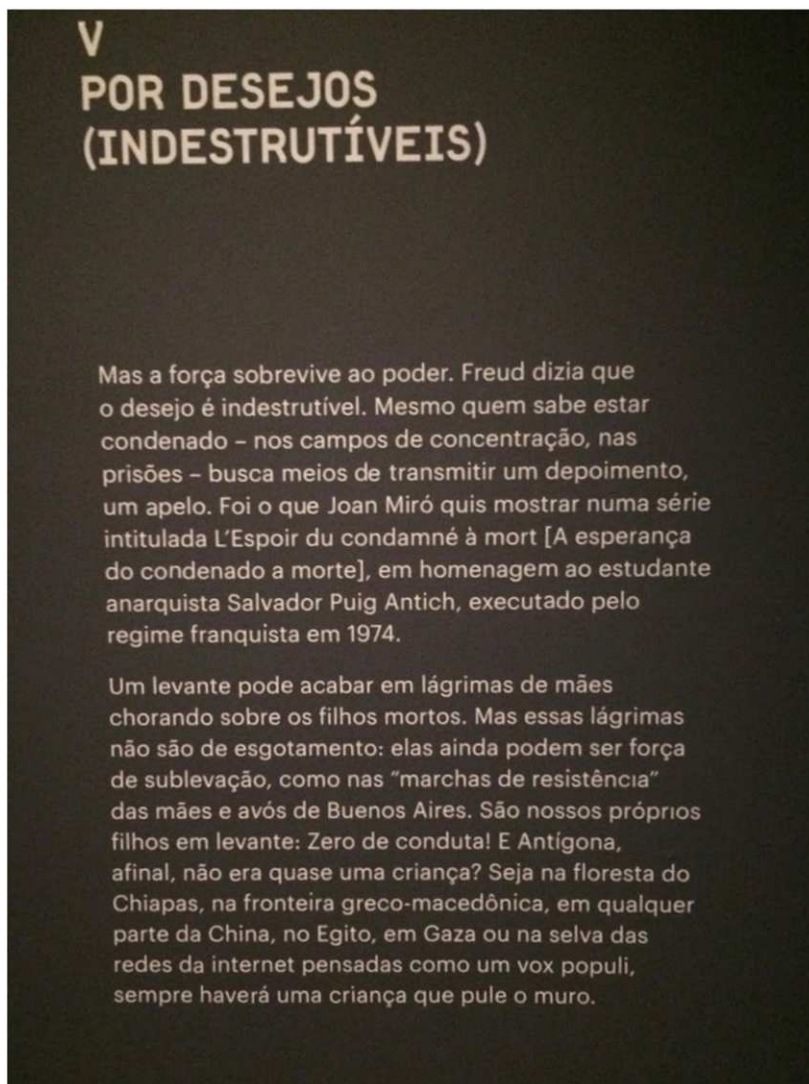 V
POR DESEJOS
(INDESTRUTÍVEIS)
Mas a força sobrevive ao poder. Freud dizia que
o desejo é indestrutível. Mesmo quem sabe estar
condenado – nos campos de concentração, nas
prisões – busca meios de transmitir um depoimento,
um apelo. Foi o que Joan Miró quis mostrar numa série
intitulada L'Espoir du condamné à mort [A esperança
do condenado a morte], em homenagem ao estudante
anarquista Salvador Puig Antich, executado pelo
regime franquista em 1974.
Um levante pode acabar em lágrimas de mães
chorando sobre os filhos mortos. Mas essas lágrimas
não são de esgotamento: elas ainda podem ser força
de sublevação, como nas “marchas de resistência”
das mães e avós de Buenos Aires. São nossos próprios
filhos em levante: Zero de conduta! E Antígona,
afinal, não era quase uma criança? Seja na floresta do
Chiapas, na fronteira greco-macedônica, em qualquer
parte da China, no Egito, em Gaza ou na selva das
redes da internet pensadas como um vox populi,
sempre haverá uma criança que pule o muro.